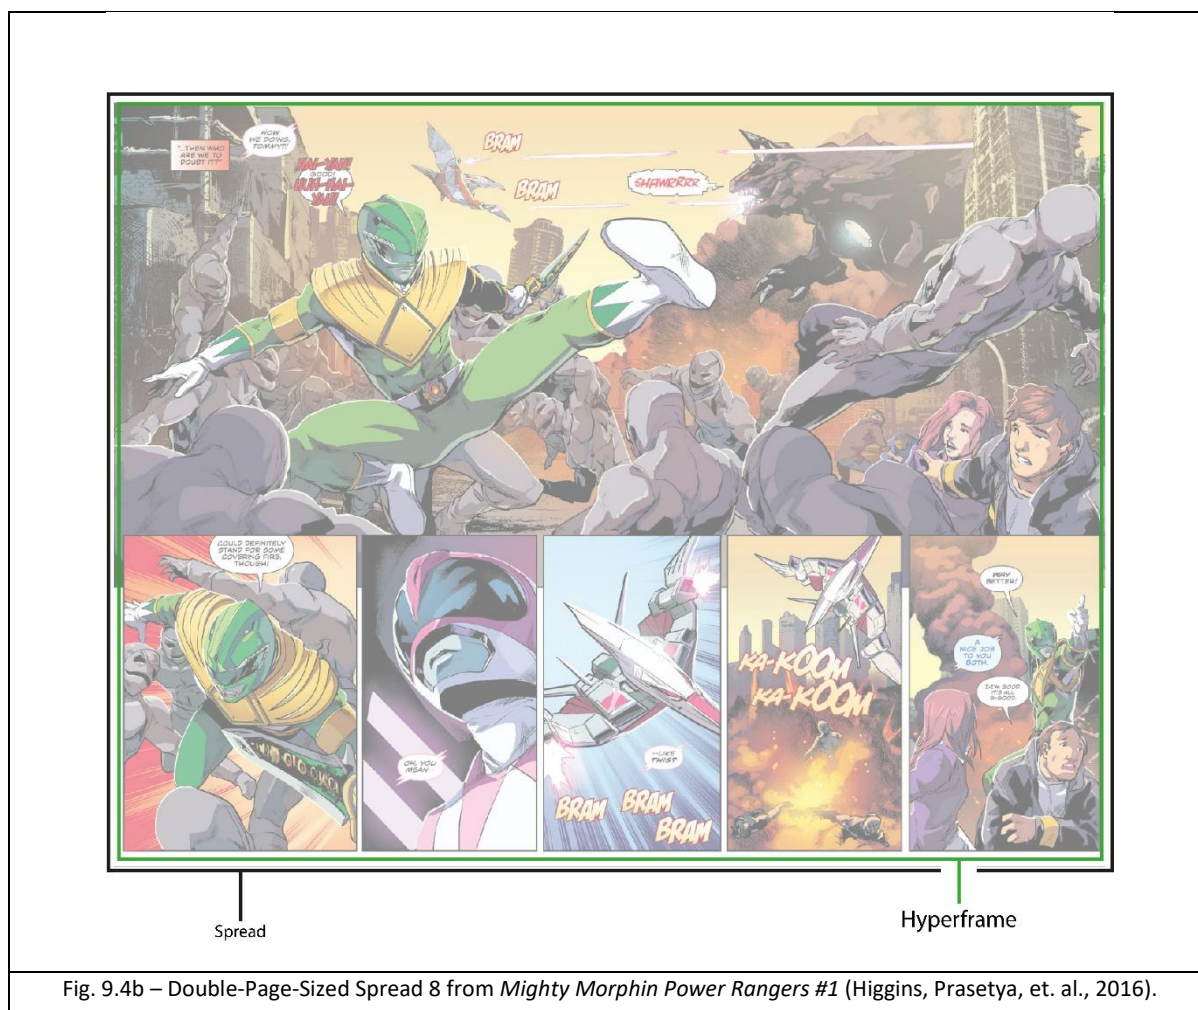 "...THEN WHO
ARE WE TO
DOUBT IT?"
HOW
WE DOING,
TOMMY?!
HAI-YAH!
GOOD!
HUH-HAI-
YAH!
BRAM
BRAM
SHAWRRRR
COULD DEFINITELY
STAND FOR SOME
COVERING FIRE,
THOUGH!
OH, YOU
MEAN--
--LIKE
THIS?
BRAM BRAM
BRAM
KA-KOOM
KA-KOOM
WAY
BETTER!
A
NICE JOB
TO YOU
BOTH.
I-I'M GOOD.
IT'S ALL
G-GOOD.
Spread
Hyperframe
Fig. 9.4b – Double-Page-Sized Spread 8 from Mighty Morphin Power Rangers #1 (Higgins, Prasetya, et. al., 2016).